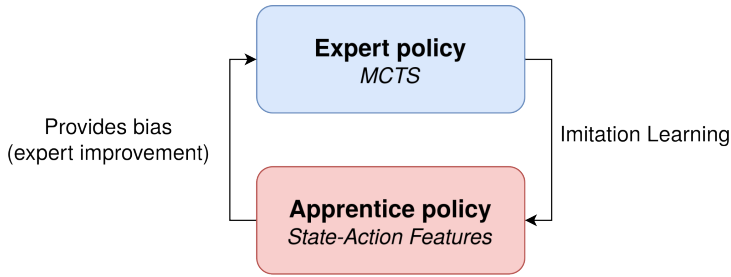 Expert policy
MCTS
Provides bias
(expert improvement)
Imitation Learning
Apprentice policy
State-Action Features